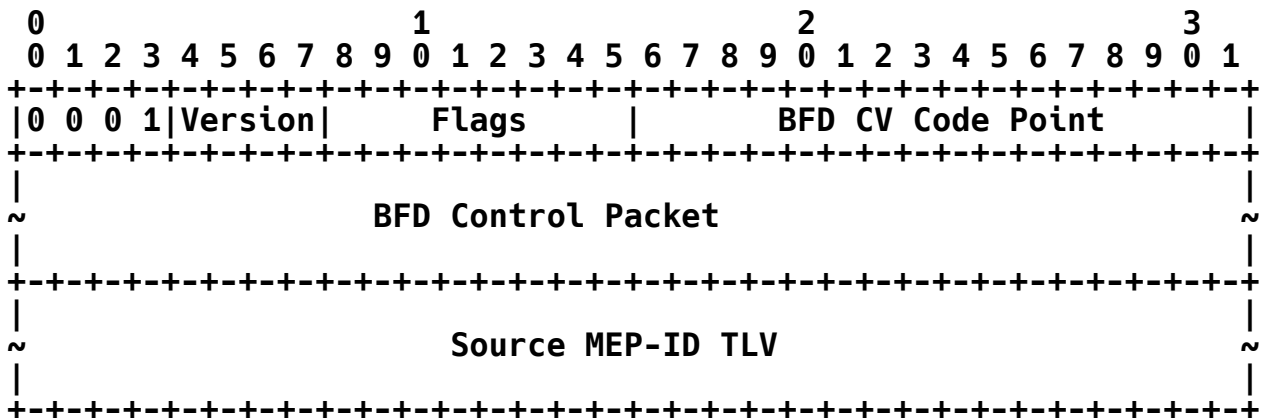 0                   1                   2                   3
 0 1 2 3 4 5 6 7 8 9 0 1 2 3 4 5 6 7 8 9 0 1 2 3 4 5 6 7 8 9 0 1
+-+-+-+-+-+-+-+-+-+-+-+-+-+-+-+-+-+-+-+-+-+-+-+-+-+-+-+-+-+-+-+-+
|0 0 0 1|Version|     Flags     |       BFD CV Code Point       |
+-+-+-+-+-+-+-+-+-+-+-+-+-+-+-+-+-+-+-+-+-+-+-+-+-+-+-+-+-+-+-+-+
|                                                               |
~                  BFD Control Packet                           ~
|                                                               |
+-+-+-+-+-+-+-+-+-+-+-+-+-+-+-+-+-+-+-+-+-+-+-+-+-+-+-+-+-+-+-+-+
|                                                               |
~                      Source MEP-ID TLV                        ~
|                                                               |
+-+-+-+-+-+-+-+-+-+-+-+-+-+-+-+-+-+-+-+-+-+-+-+-+-+-+-+-+-+-+-+-+